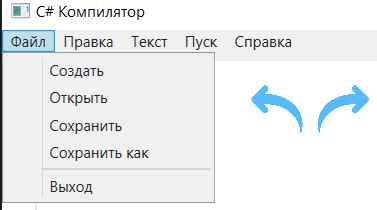 C# Компилятор
Файл Правка Текст Пуск Справка
Создать
Открыть
Сохранить
Сохранить как
Выход